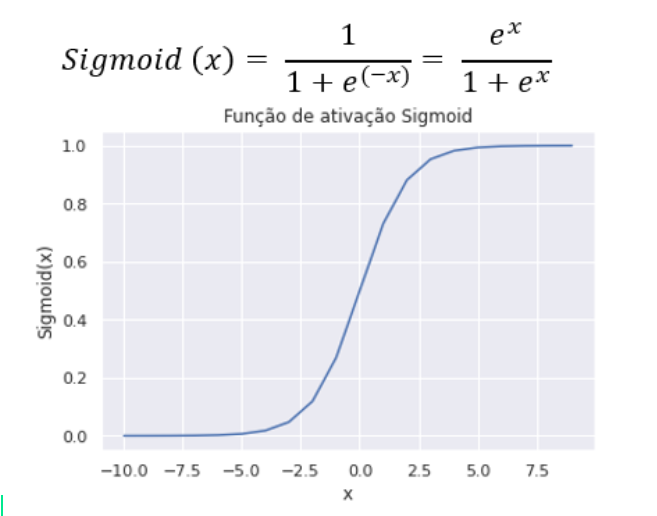 Sigmoid (x) = 1 / (1 + e^(−x)) = e^x / (1 + e^x)
Função de ativação Sigmoid
1.0
0.8
0.6
0.4
0.2
0.0
Sigmoid(x)
−10.0 −7.5 −5.0 −2.5 0.0 2.5 5.0 7.5
x